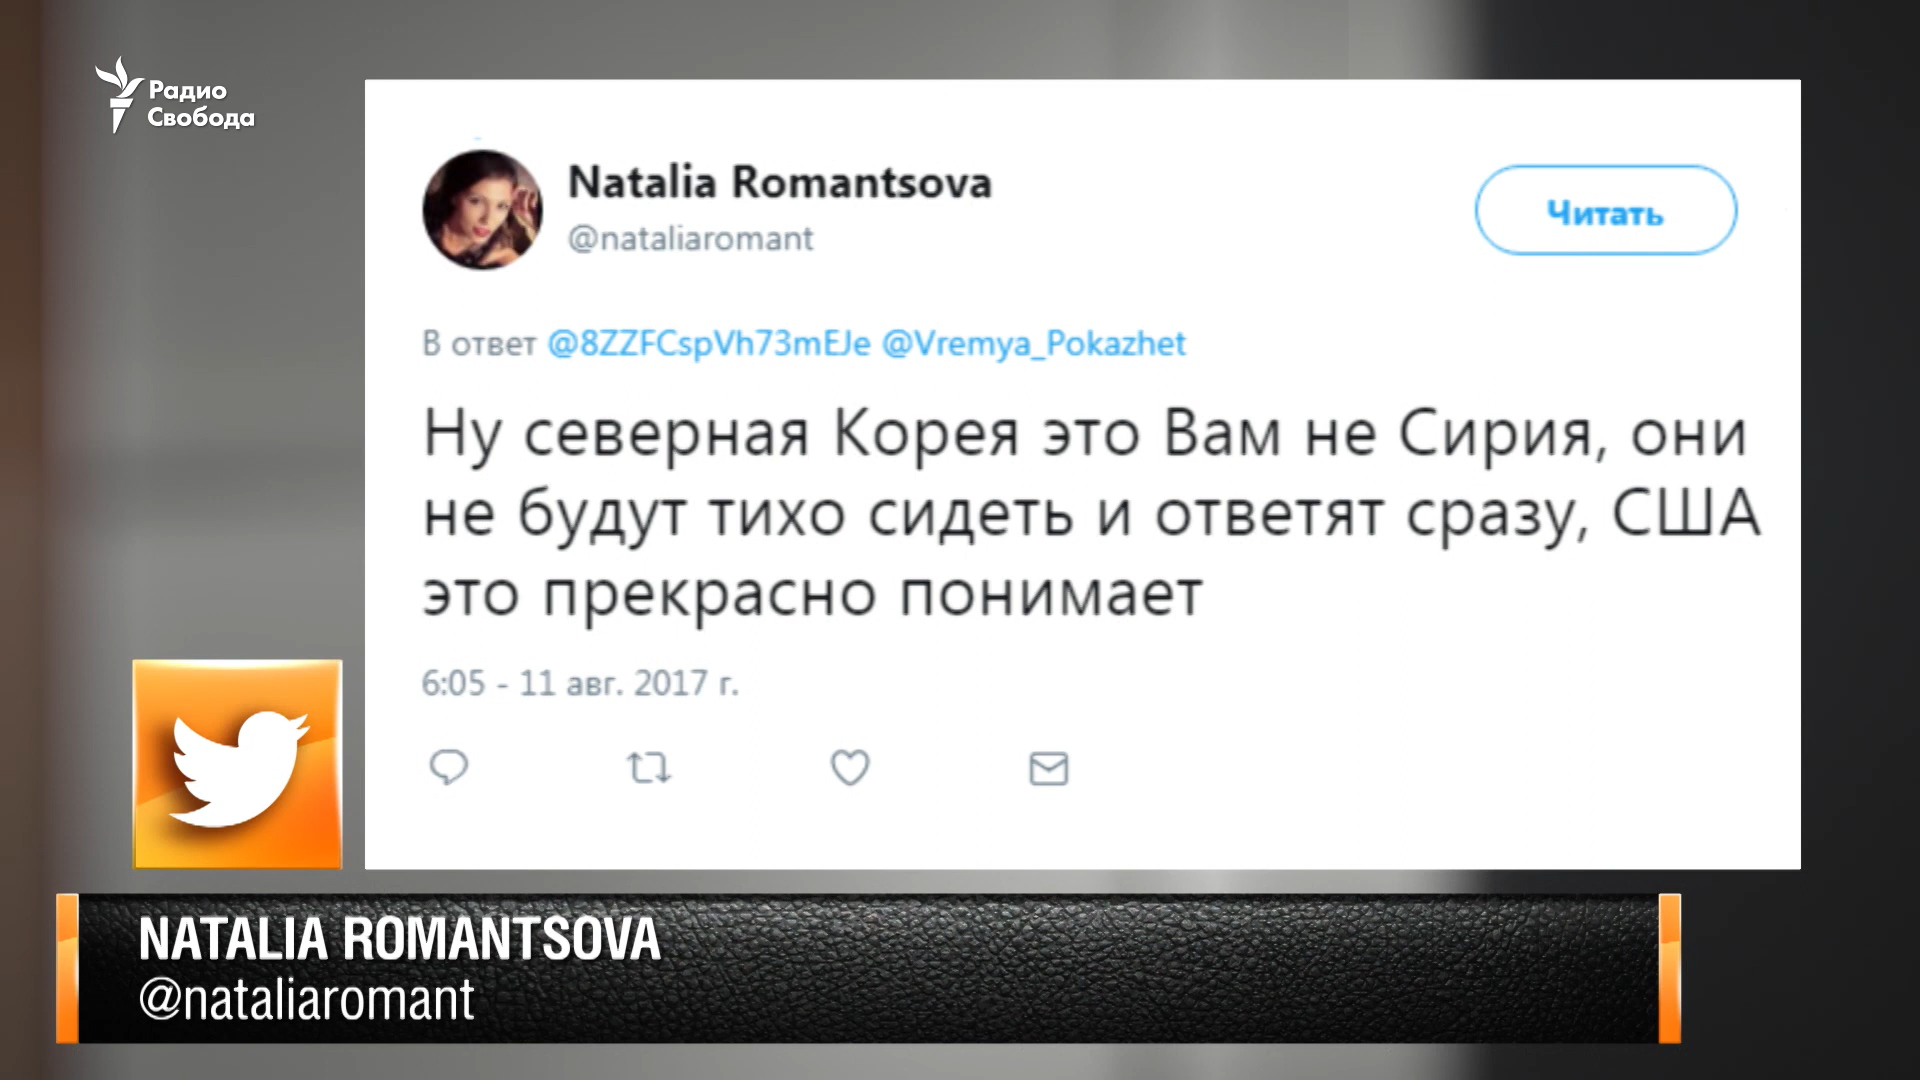 Радио
Свобода
Natalia Romantsova
@nataliaromant
Читать
В ответ @8ZZFCspVh73mEJe @Vremya_Pokazhet
Ну северная Корея это Вам не Сирия, они
не будут тихо сидеть и ответят сразу, США
это прекрасно понимает
6:05 - 11 авг. 2017 г.
NATALIA ROMANTSOVA
@nataliaromant